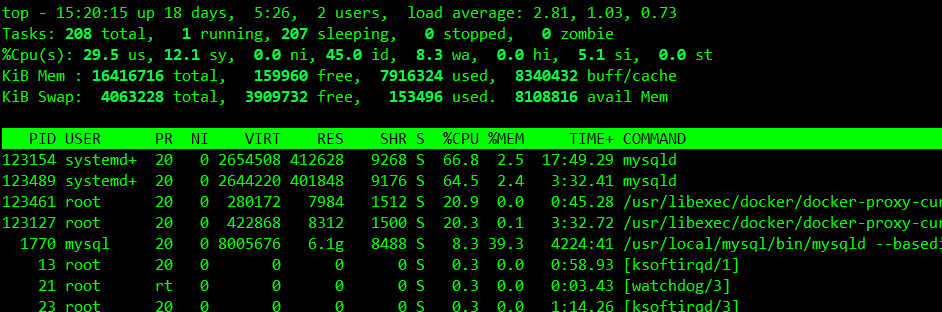 top - 15:20:15 up 18 days,  5:26,  2 users,  load average: 2.81, 1.03, 0.73
Tasks: 208 total,   1 running, 207 sleeping,   0 stopped,   0 zombie
%Cpu(s): 29.5 us, 12.1 sy,  0.0 ni, 45.0 id,  8.3 wa,  0.0 hi,  5.1 si,  0.0 st
KiB Mem : 16416716 total,   159960 free,  7916324 used,  8340432 buff/cache
KiB Swap:  4063228 total,  3909732 free,   153496 used.  8108816 avail Mem
PID USER      PR  NI    VIRT    RES    SHR S  %CPU %MEM     TIME+ COMMAND
123154 systemd+  20   0 2654508 412628   9268 S  66.8  2.5  17:49.29 mysqld
123489 systemd+  20   0 2644220 401848   9176 S  64.5  2.4   3:32.41 mysqld
123461 root      20   0  280172   7984   1512 S  20.9  0.0   0:45.28 /usr/libexec/docker/docker-proxy-cur
123127 root      20   0  422868   8312   1500 S  20.3  0.1   3:32.72 /usr/libexec/docker/docker-proxy-cur
1770 mysql     20   0 8005676   6.1g   8488 S   8.3 39.3   4224:41 /usr/local/mysql/bin/mysqld --basedi
13 root      20   0       0      0      0 S   0.3  0.0   0:58.93 [ksoftirqd/1]
21 root      rt   0       0      0      0 S   0.3  0.0   0:03.43 [watchdog/3]
23 root      20   0       0      0      0 S   0.3  0.0   1:14.26 [ksoftirqd/3]